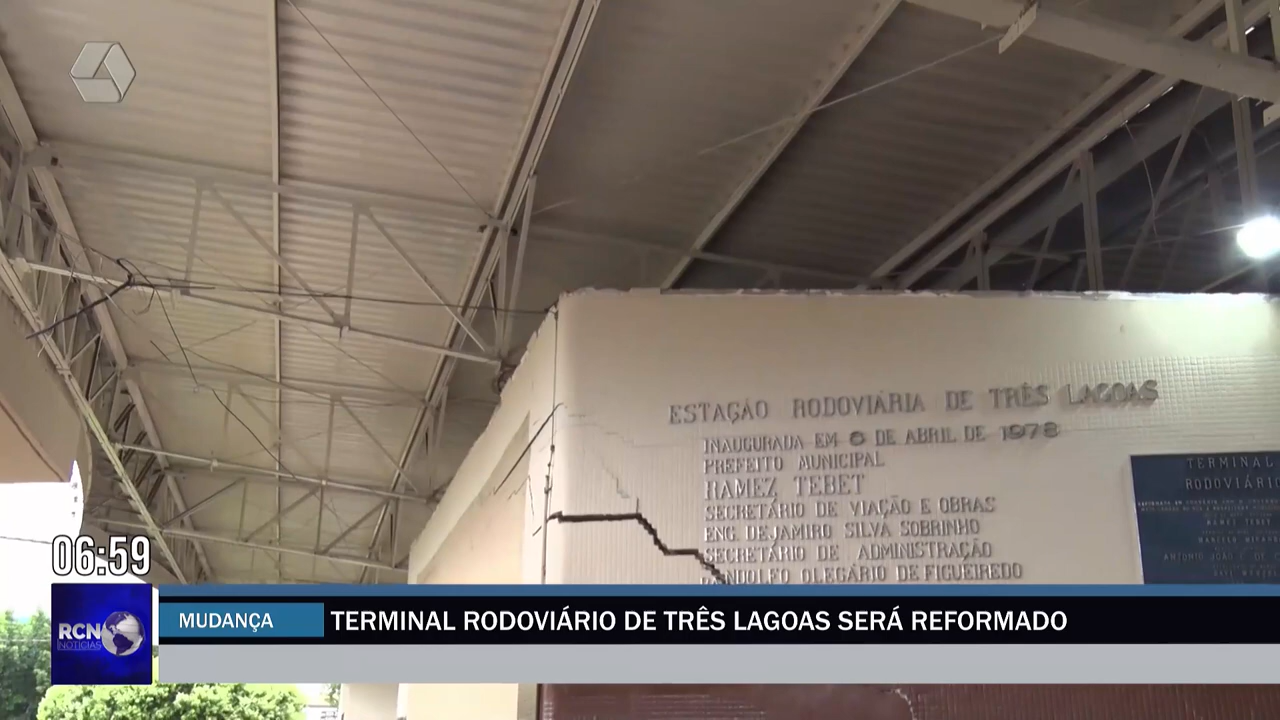 ESTAÇÃO RODOVIÁRIA DE TRÊS LAGOAS
INAUGURADA EM 6 DE ABRIL DE 1978
PREFEITO MUNICIPAL
RAMEZ TEBET
SECRETÁRIO DE VIAÇÃO E OBRAS
ENG. DEJAMIRO SILVA SOBRINHO
SECRETÁRIO DE ADMINISTRAÇÃO
RANDOLFO OLEGÁRIO DE FIGUEIREDO
TERMINAL
RODOVIÁRIO
RAMEZ TEBET
06:59
RCN
NOTÍCIAS
MUDANÇA
TERMINAL RODOVIÁRIO DE TRÊS LAGOAS SERÁ REFORMADO